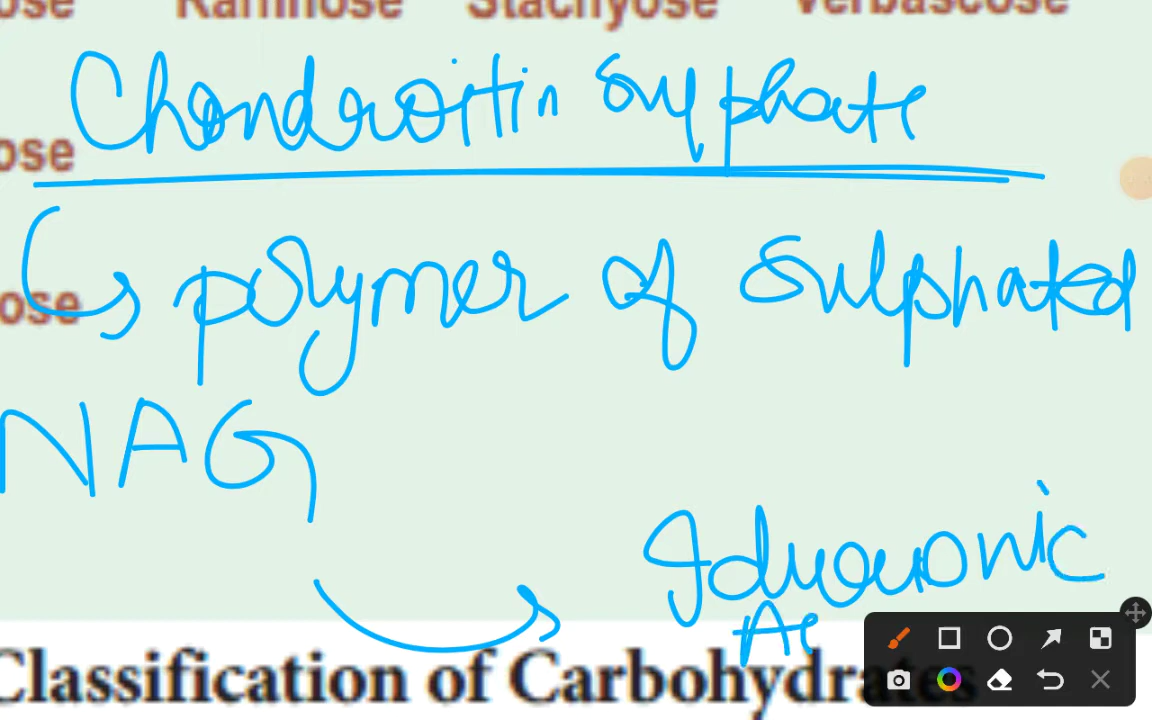 ose Raffinose Stachyose Verbascose
Chondroitin sulphate
ose
polymer of sulphated
ose
NAG
Iduronic
Ac
Classification of Carbohydrates